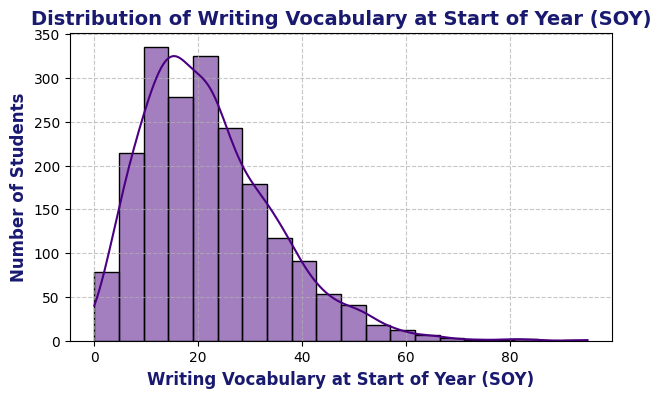 Distribution of Writing Vocabulary at Start of Year (SOY)
350
300
250
200
150
100
50
0
Number of Students
0 20 40 60 80
Writing Vocabulary at Start of Year (SOY)